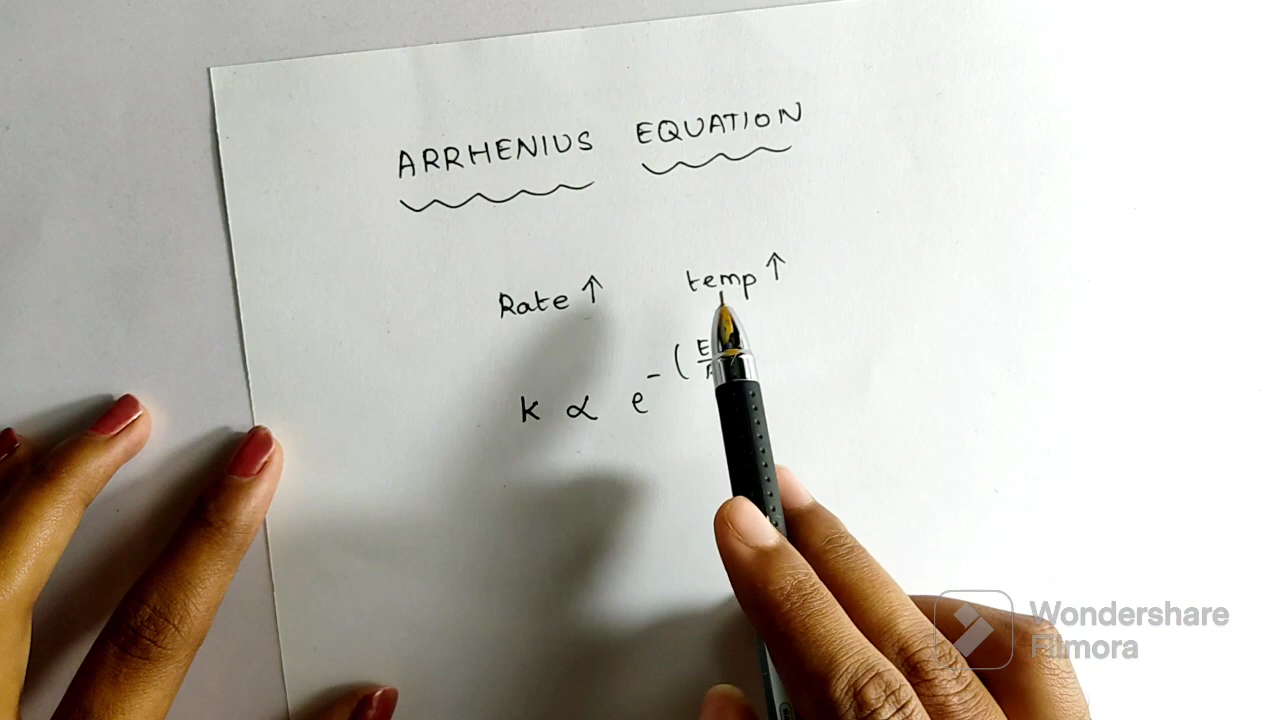 ARRHENIUS EQUATION
Rate ↑ temp ↑
k ∝ e^-(E
Wondershare
Filmora